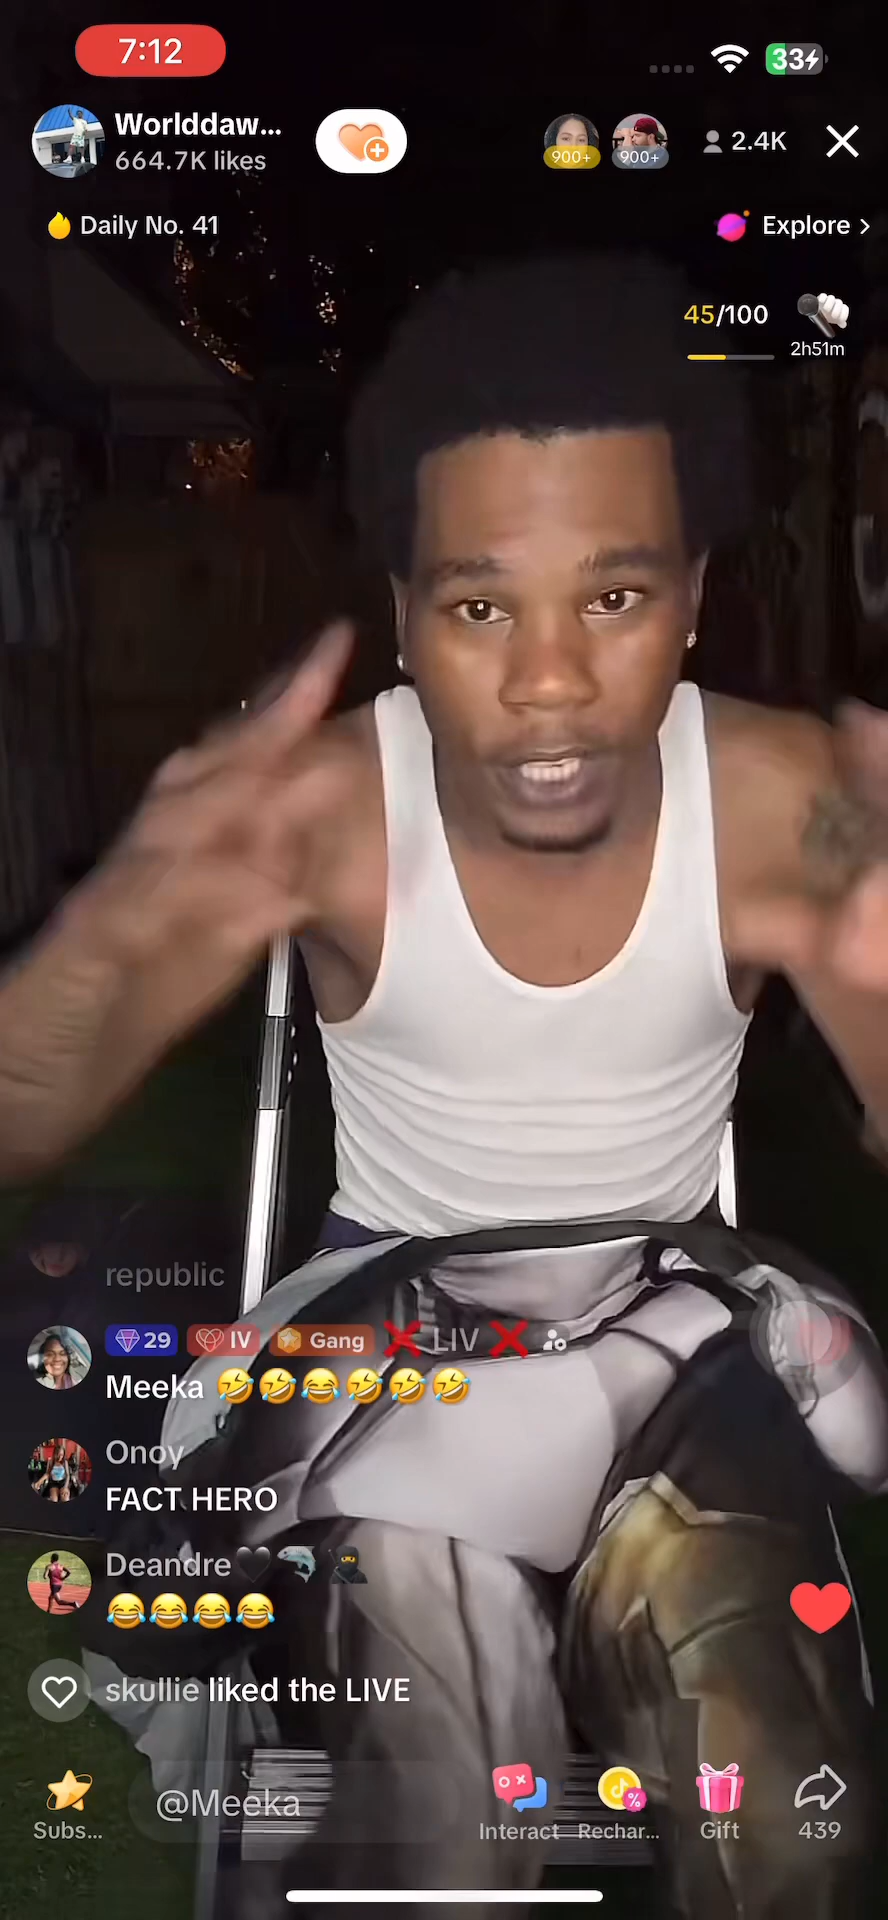 7:12
33
Worlddaw...
664.7K likes
900+
900+
2.4K
Daily No. 41
Explore >
45/100
2h51m
republic
29 IV Gang ❌ LIV ❌
Meeka 🤣🤣😂🤣🤣🤣
Onoy
FACT HERO
Deandre🖤🦈🥷
😂😂😂😂
skullie liked the LIVE
@Meeka
Subs...
Interact
Rechar...
Gift
439